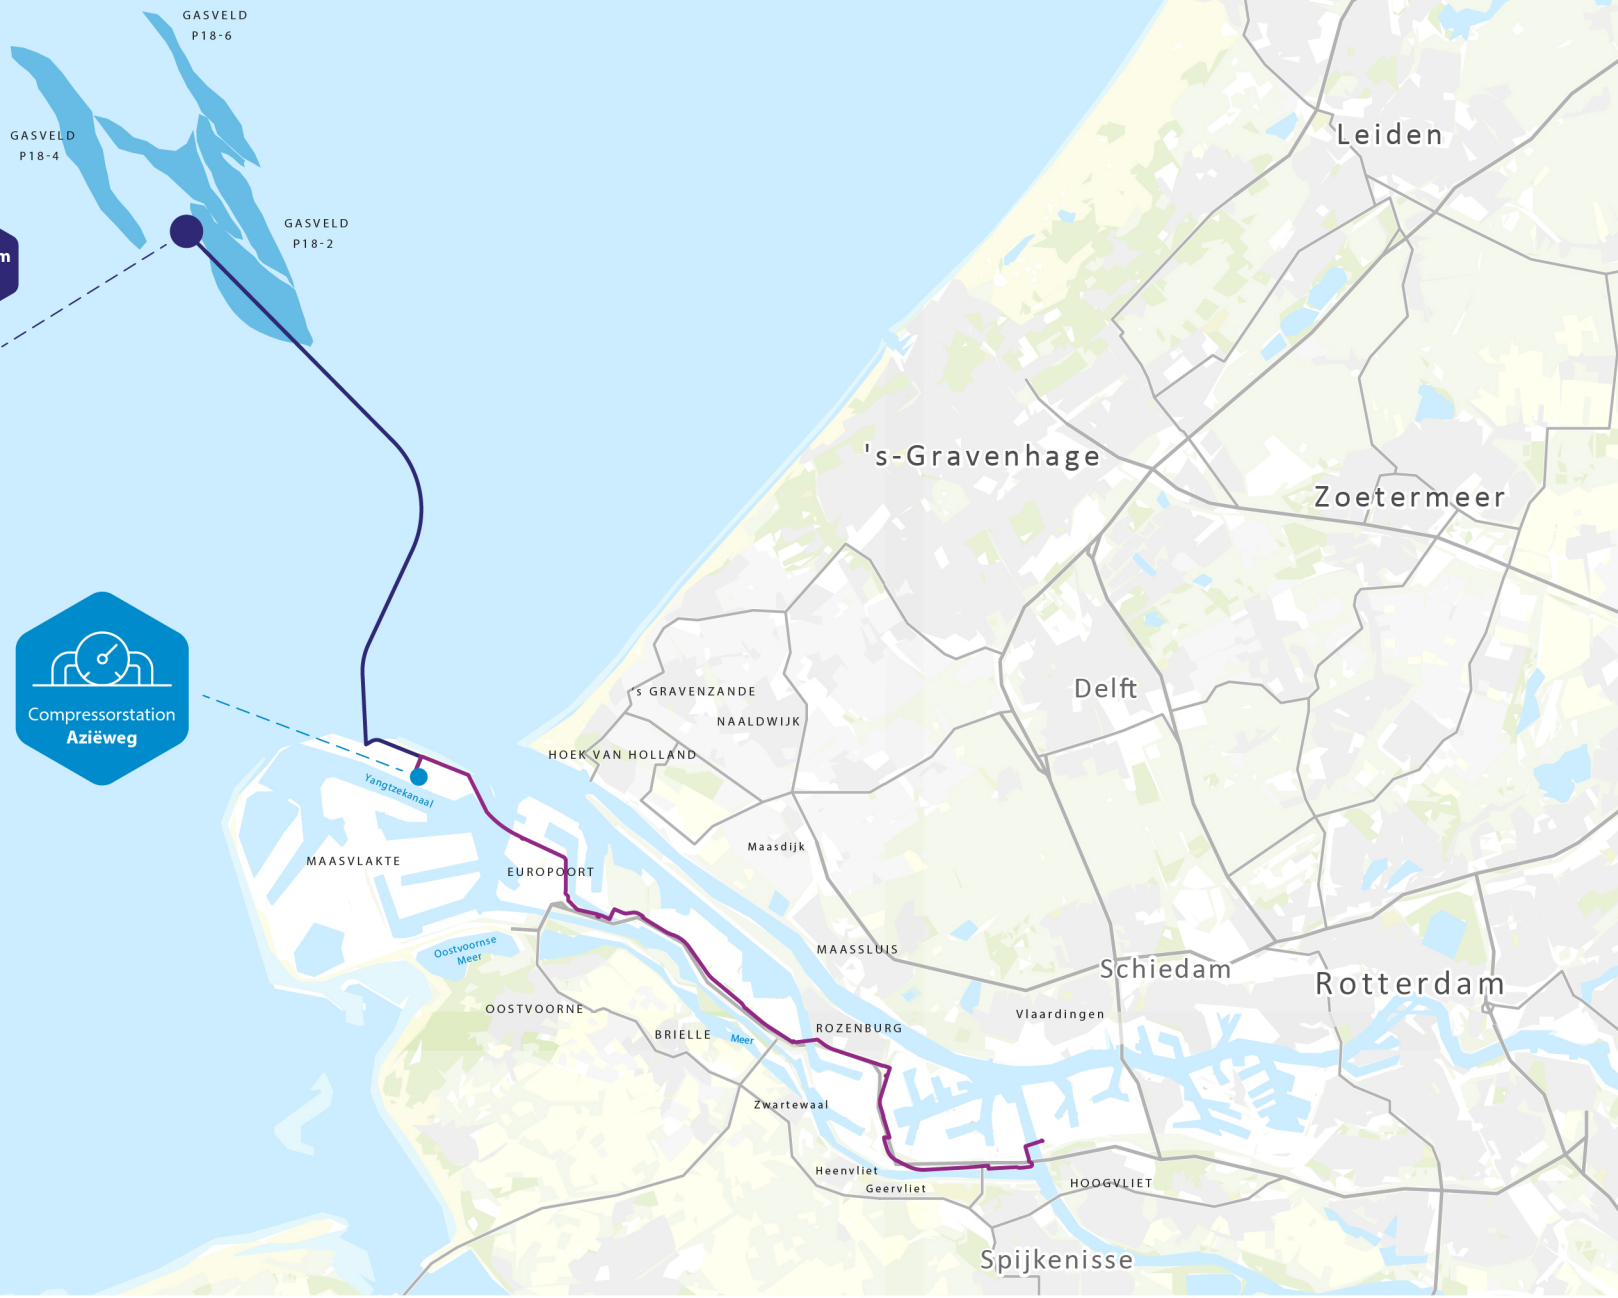 GASVELD
P18-6
GASVELD
P18-4
GASVELD
P18-2
m
Leiden
's-Gravenhage
Zoetermeer
Compressorstation
Aziëweg
Delft
's GRAVENZANDE
NAALDWIJK
HOEK VAN HOLLAND
Yangtzekanaal
Maasdijk
MAASVLAKTE
EUROPOORT
Oostvoornse
Meer
MAASSLUIS
Schiedam
Rotterdam
OOSTVOORNE
Vlaardingen
ROZENBURG
BRIELLE
Meer
Zwartewaal
Heenvliet
Geervliet
HOOGVLIET
Spijkenisse